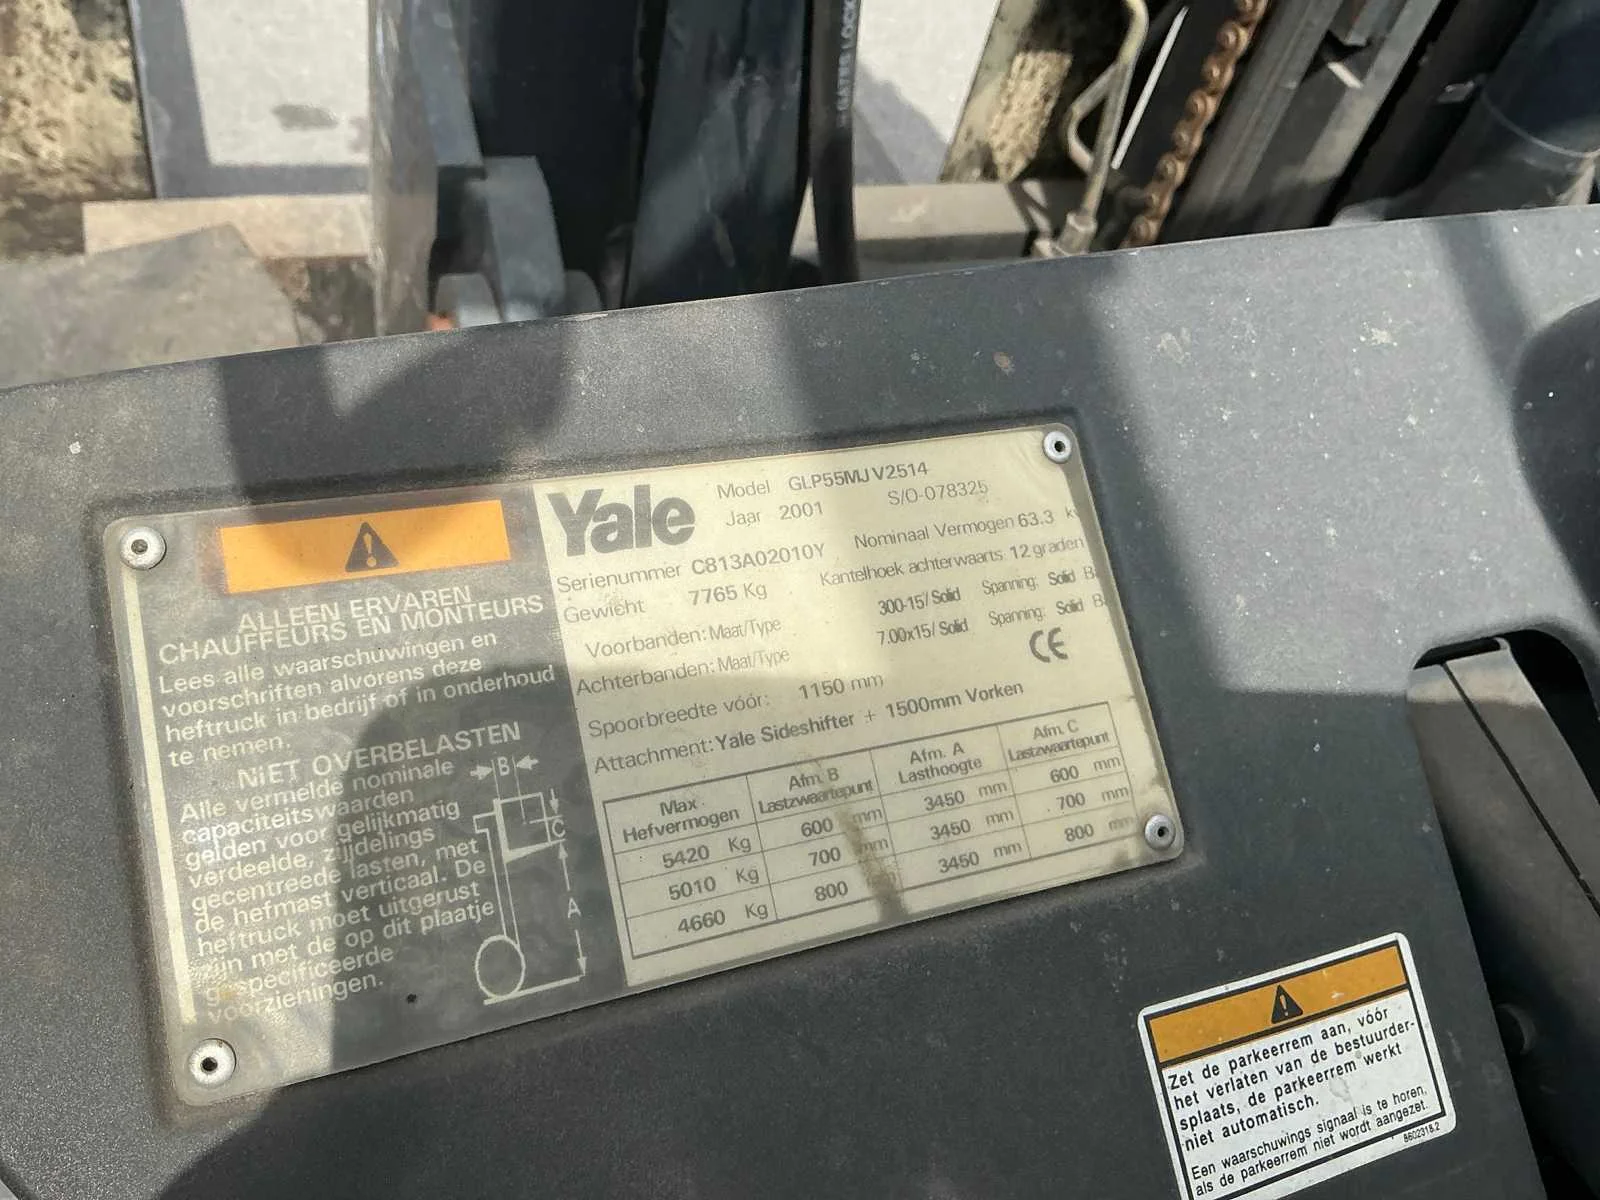 GATES LOCK
ALLEEN ERVAREN
CHAUFFEURS EN MONTEURS
Lees alle waarschuwingen en
voorschriften alvorens deze
heftruck in bedrijf of in onderhoud
te nemen.
NiET OVERBELASTEN
Alle vermelde nominale
capaciteitswaarden
gelden voor gelijkmatig
verdeelde, zijdelings
gecentreede lasten, met
de hefmast verticaal. De
heftruck moet uitgerust
zijn met de op dit plaatje
gespecificeerde
voorzieningen.
B
C
A
Yale
Model GLP55MJ V2514
Jaar 2001 S/O-078325
Serienummer C813A02010Y Nominaal Vermogen 63.3
Gewicht 7765 Kg Kantelhoek achterwaarts 12 graden
Voorbanden: Maat/Type 300-15/ Solid Spanning: Solid
Achterbanden: Maat/Type 7.00x15/ Solid Spanning: Solid
Spoorbreedte vóór: 1150 mm CE
Attachment: Yale Sideshifter + 1500mm Vorken
Max Hefvermogen Afm. B Lastzwaartepunt Afm. A Lasthoogte Afm. C Lastzwaartepunt
5420 Kg 600 mm 3450 mm 600 mm
5010 Kg 700 mm 3450 mm 700 mm
4660 Kg 800 3450 mm 800 mm
Zet de parkeerrem aan, vóór
het verlaten van de bestuurder-
splaats, de parkeerrem werkt
niet automatisch.
Een waarschuwings signaal is te horen,
als de parkeerrem niet wordt aangezet.
8602318.2